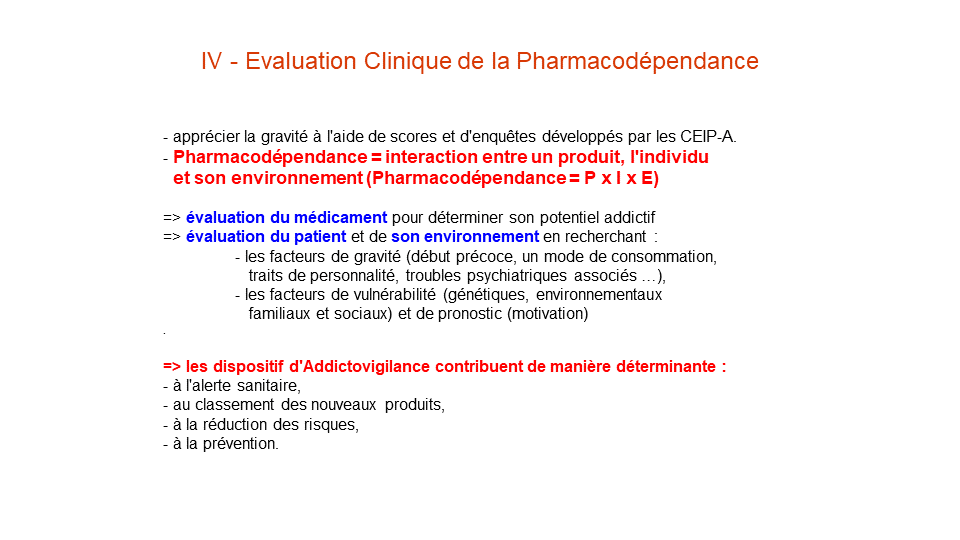 IV - Evaluation Clinique de la Pharmacodépendance
- apprécier la gravité à l'aide de scores et d'enquêtes développés par les CEIP-A.
- Pharmacodépendance = interaction entre un produit, l'individu
et son environnement (Pharmacodépendance = P x I x E)
=> évaluation du médicament pour déterminer son potentiel addictif
=> évaluation du patient et de son environnement en recherchant :
- les facteurs de gravité (début précoce, un mode de consommation,
traits de personnalité, troubles psychiatriques associés …),
- les facteurs de vulnérabilité (génétiques, environnementaux
familiaux et sociaux) et de pronostic (motivation)
.
=> les dispositif d'Addictovigilance contribuent de manière déterminante :
- à l'alerte sanitaire,
- au classement des nouveaux produits,
- à la réduction des risques,
- à la prévention.